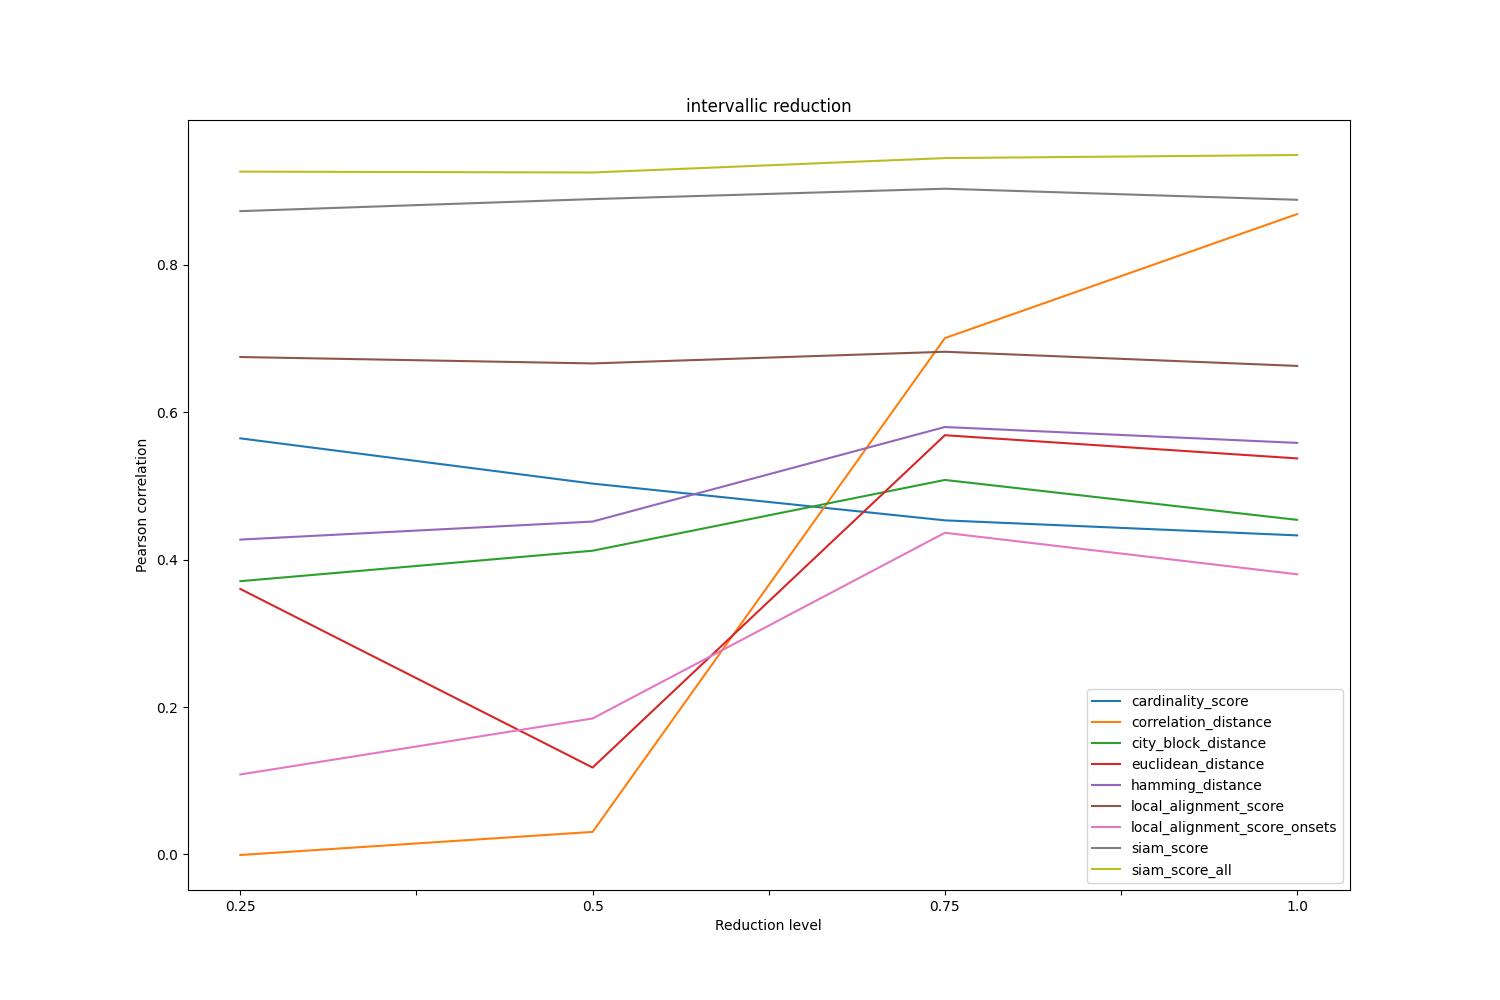 intervallic reduction
Pearson correlation
0.8
0.6
0.4
0.2
0.0
0.25 0.5 0.75 1.0
Reduction level
cardinality_score
correlation_distance
city_block_distance
euclidean_distance
hamming_distance
local_alignment_score
local_alignment_score_onsets
siam_score
siam_score_all